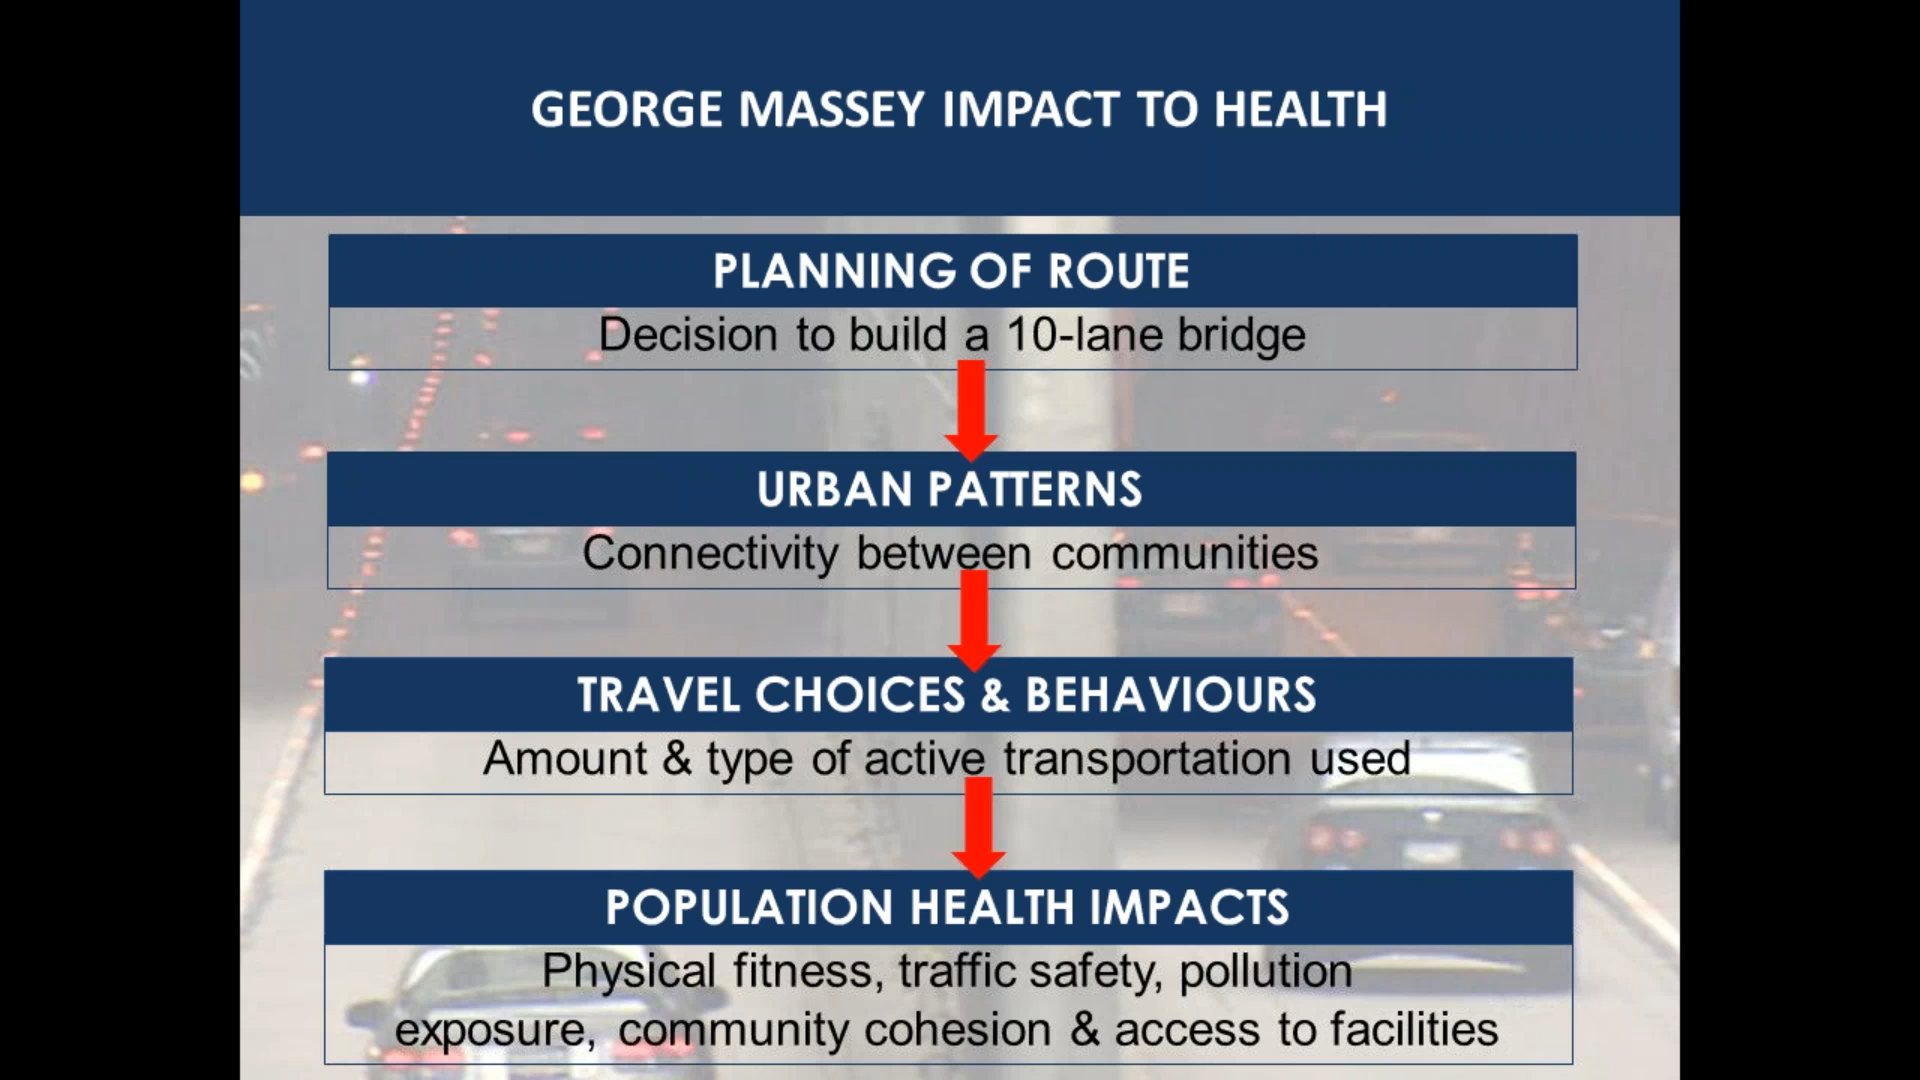 GEORGE MASSEY IMPACT TO HEALTH
PLANNING OF ROUTE
Decision to build a 10-lane bridge
URBAN PATTERNS
Connectivity between communities
TRAVEL CHOICES & BEHAVIOURS
Amount & type of active transportation used
POPULATION HEALTH IMPACTS
Physical fitness, traffic safety, pollution
exposure, community cohesion & access to facilities